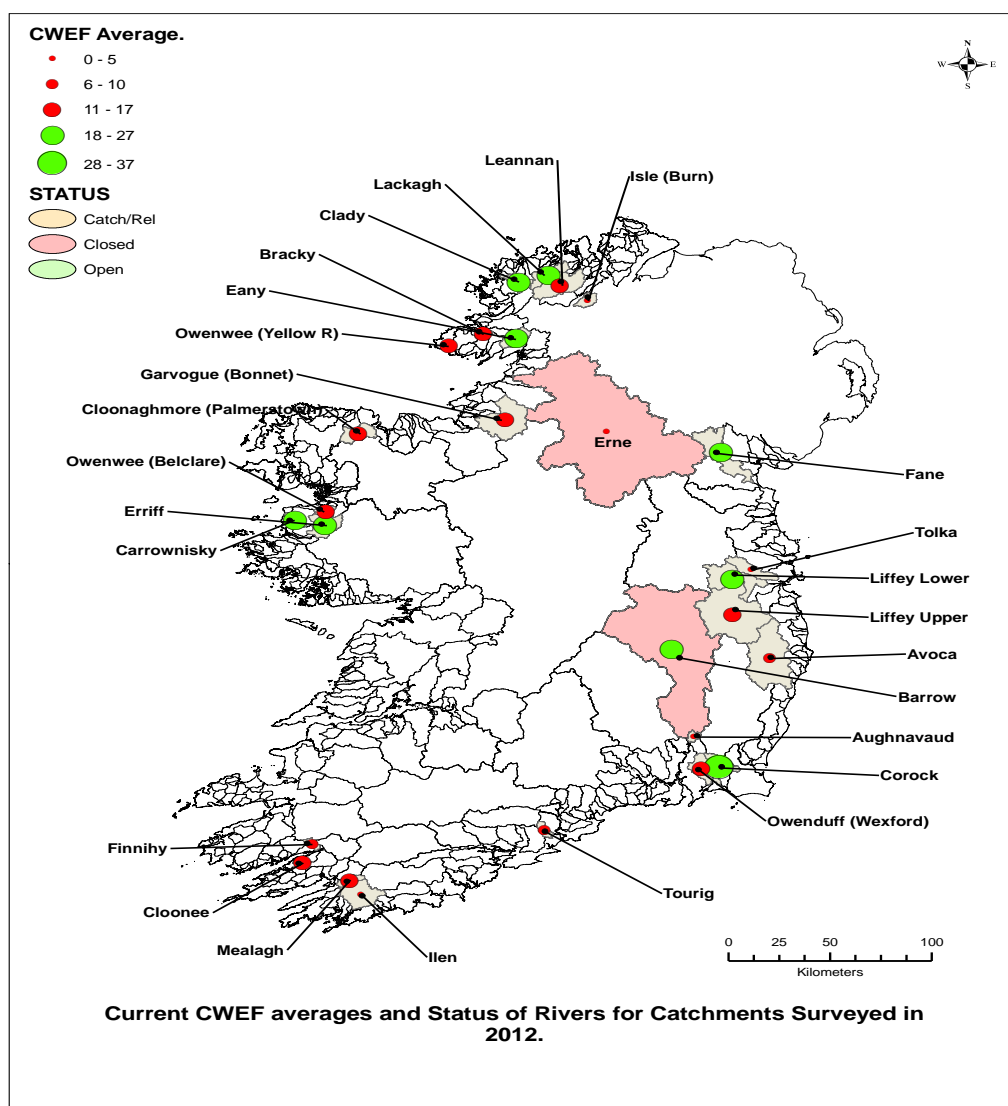 CWEF Average.
0 - 5
6 - 10
11 - 17
18 - 27
28 - 37
STATUS
Catch/Rel
Closed
Open
N
W E
S
Leannan
Lackagh
Isle (Burn)
Clady
Bracky
Eany
Owenwee (Yellow R)
Garvogue (Bonnet)
Cloonaghmore (Palmerstown)
Erne
Owenwee (Belclare)
Fane
Erriff
Carrownisky
Tolka
Liffey Lower
Liffey Upper
Avoca
Barrow
Aughnavaud
Corock
Owenduff (Wexford)
Finnihy
Tourig
Cloonee
Mealagh
Ilen
0 25 50 100
Kilometers
Current CWEF averages and Status of Rivers for Catchments Surveyed in
2012.